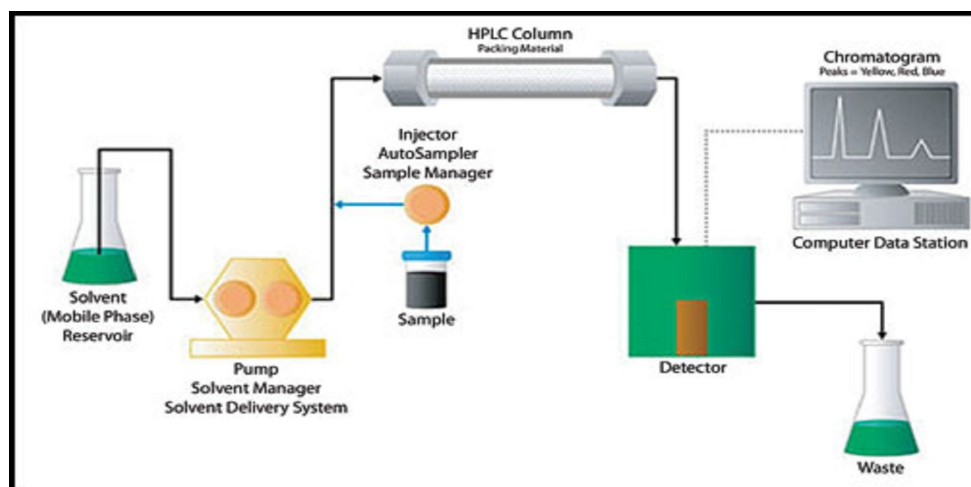 HPLC Column
Packing Material
Chromatogram
Peaks = Yellow, Red, Blue
Injector
AutoSampler
Sample Manager
Computer Data Station
Solvent
(Mobile Phase)
Reservoir
Sample
Pump
Solvent Manager
Solvent Delivery System
Detector
Waste